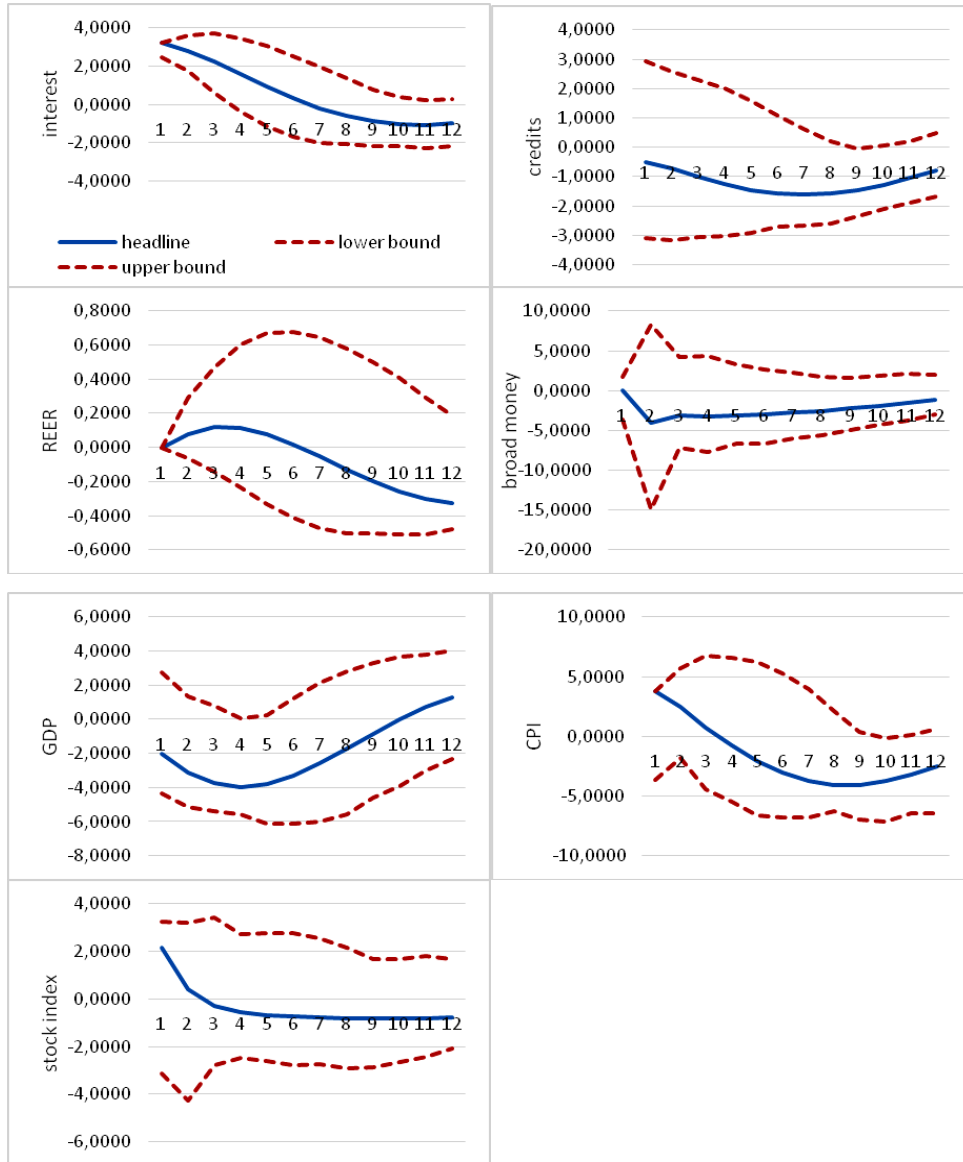 interest
4,0000
2,0000
0,0000
-2,0000
-4,0000
1 2 3 4 5 6 7 8 9 10 11 12
headline
lower bound
upper bound
credits
4,0000
3,0000
2,0000
1,0000
0,0000
-1,0000
-2,0000
-3,0000
-4,0000
1 2 3 4 5 6 7 8 9 10 11 12
REER
0,8000
0,6000
0,4000
0,2000
0,0000
-0,2000
-0,4000
-0,6000
1 2 3 4 5 6 7 8 9 10 11 12
broad money
10,0000
5,0000
0,0000
-5,0000
-10,0000
-15,0000
-20,0000
1 2 3 4 5 6 7 8 9 10 11 12
GDP
6,0000
4,0000
2,0000
0,0000
-2,0000
-4,0000
-6,0000
-8,0000
1 2 3 4 5 6 7 8 9 10 11 12
CPI
10,0000
5,0000
0,0000
-5,0000
-10,0000
1 2 3 4 5 6 7 8 9 10 11 12
stock index
4,0000
2,0000
0,0000
-2,0000
-4,0000
-6,0000
1 2 3 4 5 6 7 8 9 10 11 12